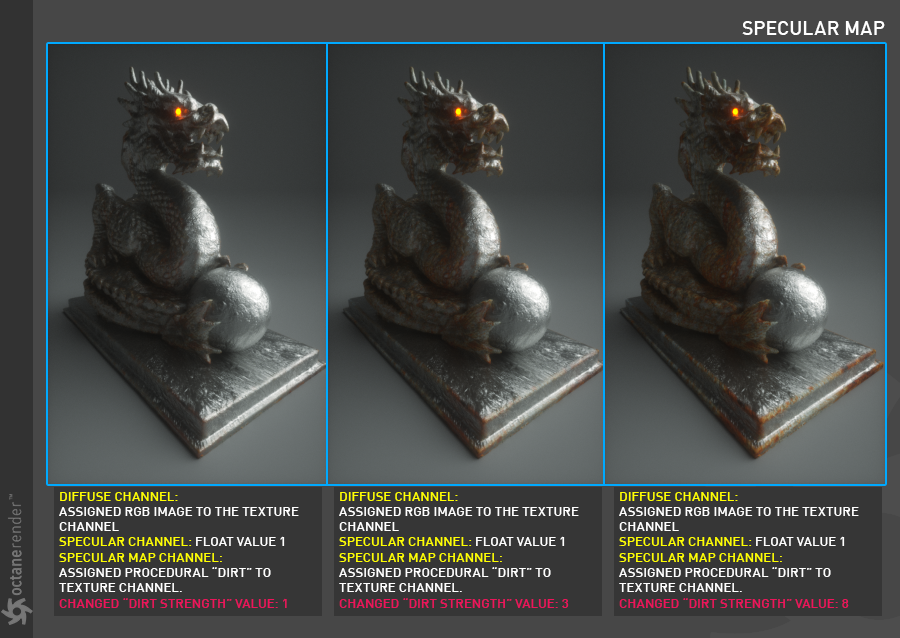 SPECULAR MAP
DIFFUSE CHANNEL:
ASSIGNED RGB IMAGE TO THE TEXTURE
CHANNEL
SPECULAR CHANNEL: FLOAT VALUE 1
SPECULAR MAP CHANNEL:
ASSIGNED PROCEDURAL "DIRT" TO
TEXTURE CHANNEL.
CHANGED "DIRT STRENGTH" VALUE: 1
DIFFUSE CHANNEL:
ASSIGNED RGB IMAGE TO THE TEXTURE
CHANNEL
SPECULAR CHANNEL: FLOAT VALUE 1
SPECULAR MAP CHANNEL:
ASSIGNED PROCEDURAL "DIRT" TO
TEXTURE CHANNEL.
CHANGED "DIRT STRENGTH" VALUE: 3
DIFFUSE CHANNEL:
ASSIGNED RGB IMAGE TO THE TEXTURE
CHANNEL
SPECULAR CHANNEL: FLOAT VALUE 1
SPECULAR MAP CHANNEL:
ASSIGNED PROCEDURAL "DIRT" TO
TEXTURE CHANNEL.
CHANGED "DIRT STRENGTH" VALUE: 8
octanerender™